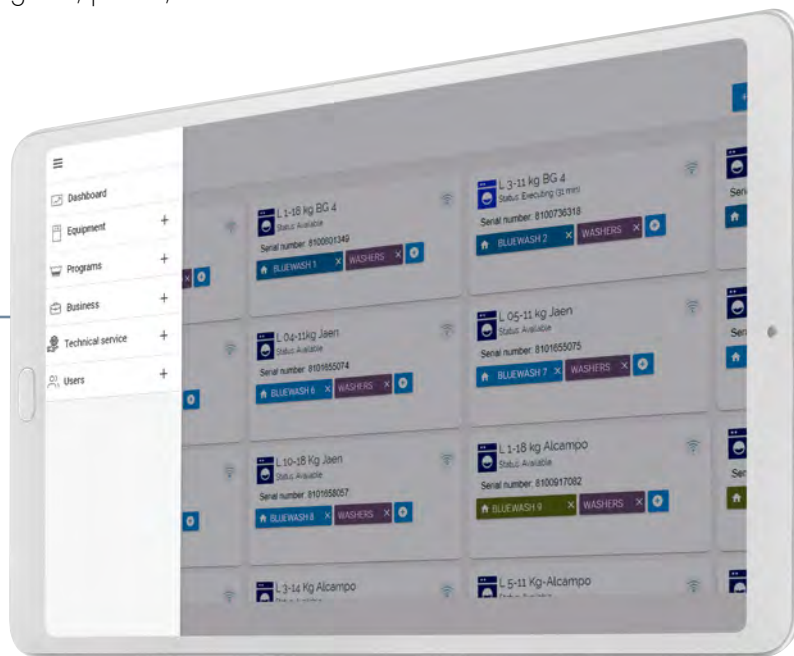 Dashboard
Equipment
Programs
Business
Technical service
Users
L 1-18 kg BG 4
Status: Available
Serial number: 8100801349
BLUEWASH 1 X WASHERS X
L 3-11 kg BG 4
Status: Executing (31 min)
Serial number: 8100736318
BLUEWASH 2 X WASHERS X
L 04-11kg Jaen
Status: Available
Serial number: 8101655074
BLUEWASH 6 X WASHERS X
L 05-11 kg Jaen
Status: Available
Serial number: 8101655075
BLUEWASH 7 X WASHERS X
L 10-18 Kg Jaen
Status: Available
Serial number: 8101658057
BLUEWASH 8 X WASHERS X
L 1-18 kg Alcampo
Status: Available
Serial number: 8100917082
BLUEWASH 9 X WASHERS X
L 3-14 Kg Alcampo
L 5-11 Kg-Alcampo